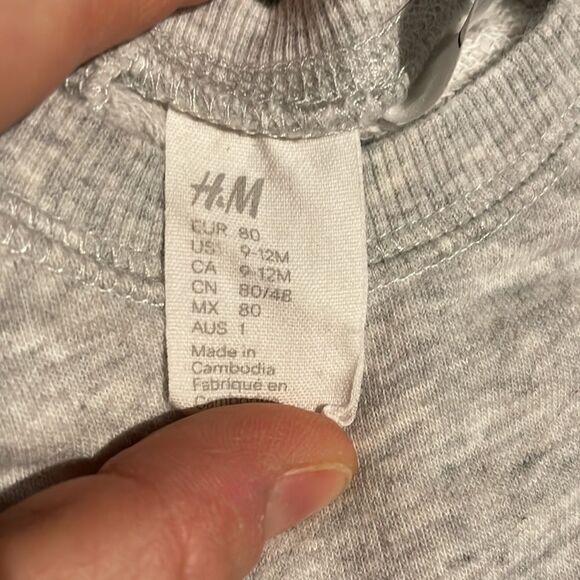 H&M
EUR 80
US 9-12M
CA 9-12M
CN 80/48
MX 80
AUS 1
Made in
Cambodia
Fabriqué en